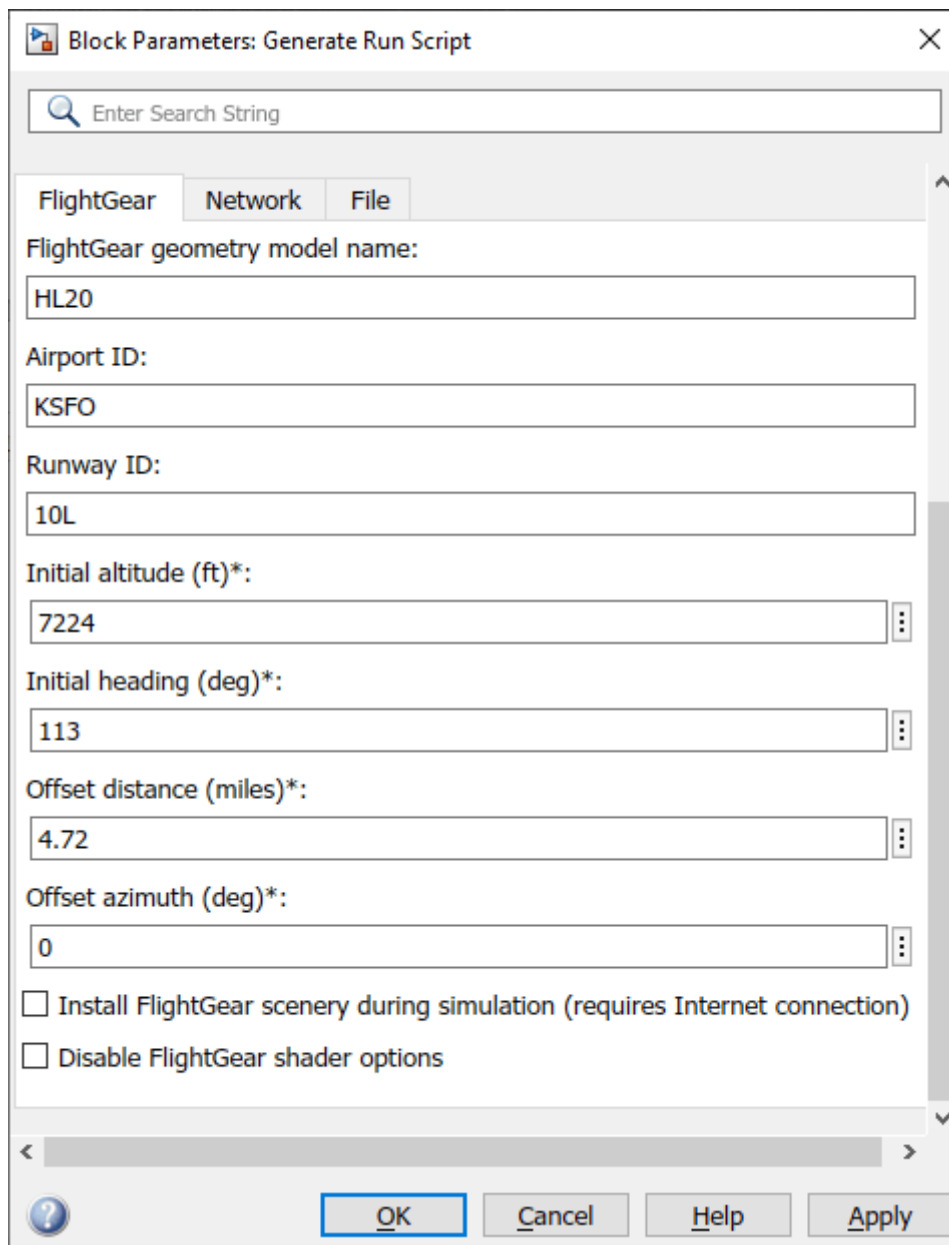 Block Parameters: Generate Run Script
Enter Search String
FlightGear Network File
FlightGear geometry model name:
HL20
Airport ID:
KSFO
Runway ID:
10L
Initial altitude (ft)*:
7224
Initial heading (deg)*:
113
Offset distance (miles)*:
4.72
Offset azimuth (deg)*:
0
Install FlightGear scenery during simulation (requires Internet connection)
Disable FlightGear shader options
OK Cancel Help Apply